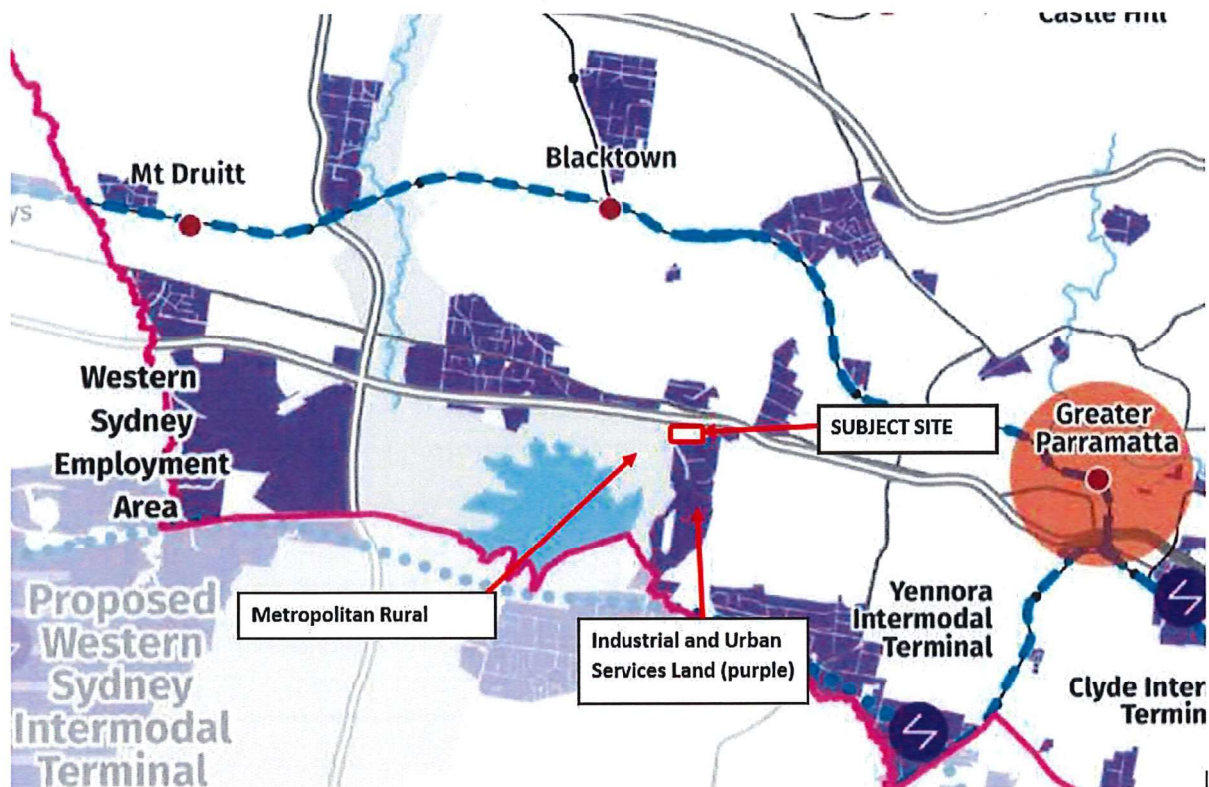 Castle Hill
Mt Druitt
Blacktown
ys
Western
Sydney
Employment
Area
SUBJECT SITE
Greater
Parramatta
Metropolitan Rural
Industrial and Urban
Services Land (purple)
Yennora
Intermodal
Terminal
Clyde Inter
Termin
Proposed
Western
Sydney
Intermodal
Terminal